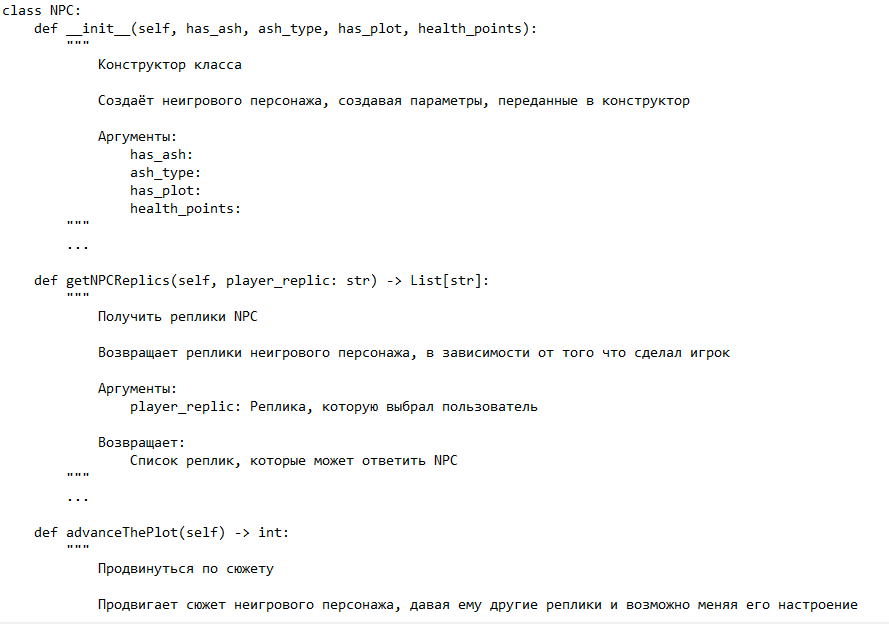 class NPC:
    def __init__(self, has_ash, ash_type, has_plot, health_points):
        """
            Конструктор класса

            Создаёт неигрового персонажа, создавая параметры, переданные в конструктор

            Аргументы:
                has_ash:
                ash_type:
                has_plot:
                health_points:
        """
        ...

    def getNPCReplics(self, player_replic: str) -> List[str]:
        """
            Получить реплики NPC

            Возвращает реплики неигрового персонажа, в зависимости от того что сделал игрок

            Аргументы:
                player_replic: Реплика, которую выбрал пользователь

            Возвращает:
                Список реплик, которые может ответить NPC
        """
        ...

    def advanceThePlot(self) -> int:
        """
            Продвинуться по сюжету

            Продвигает сюжет неигрового персонажа, давая ему другие реплики и возможно меняя его настроение